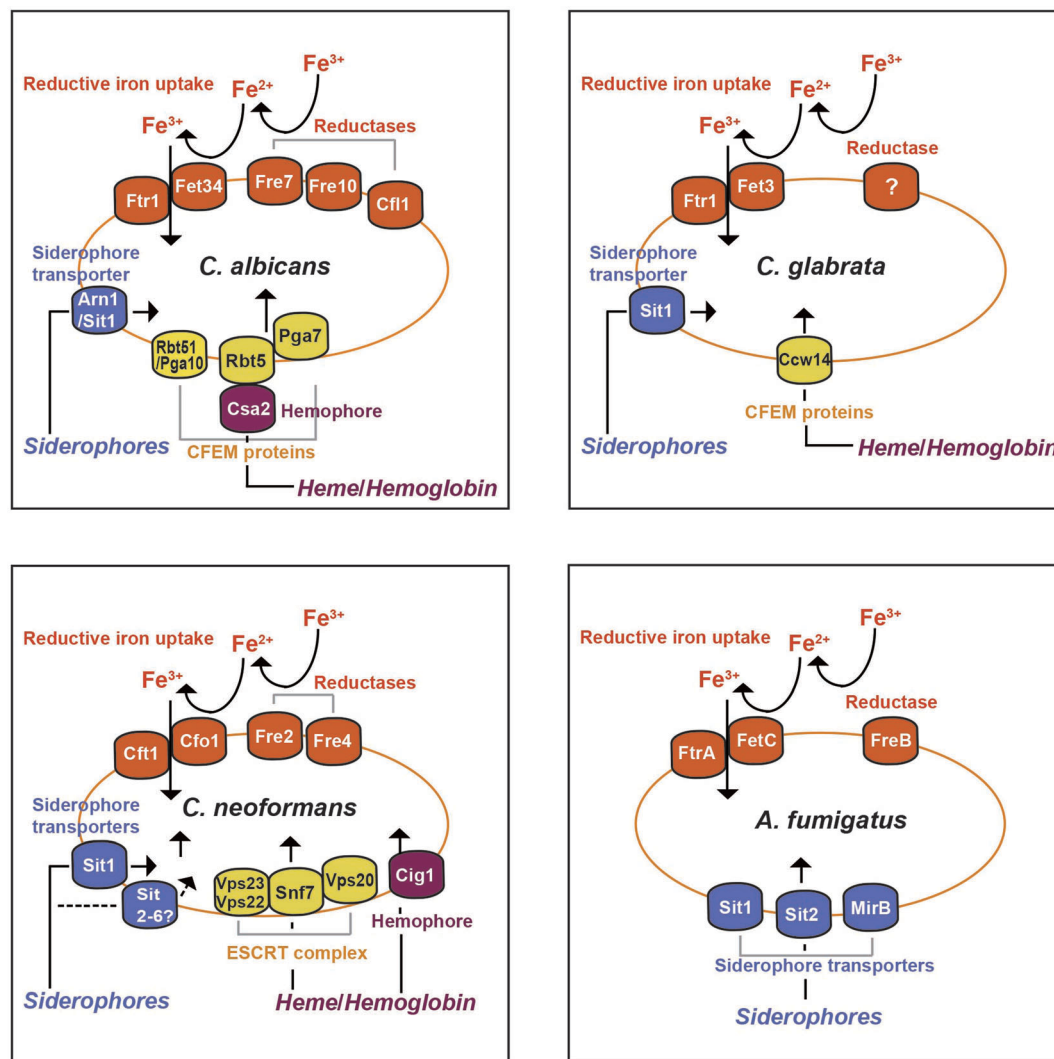 Fe3+
Reductive iron uptake
Fe2+
Fe3+
Reductases
Ftr1
Fet34
Fre7
Fre10
Cfl1
Siderophore
transporter
C. albicans
Arn1
/Sit1
Rbt51
/Pga10
Rbt5
Pga7
Csa2
Hemophore
Siderophores
CFEM proteins
Heme/Hemoglobin
Fe3+
Reductive iron uptake
Fe2+
Fe3+
Reductase
Ftr1
Fet3
?
Siderophore
transporter
C. glabrata
Sit1
Ccw14
CFEM proteins
Siderophores
Heme/Hemoglobin
Fe3+
Reductive iron uptake
Fe2+
Fe3+
Reductases
Cft1
Cfo1
Fre2
Fre4
Siderophore
transporters
C. neoformans
Sit1
Sit
2-6?
Vps23
Vps22
Snf7
Vps20
Cig1
Hemophore
ESCRT complex
Siderophores
Heme/Hemoglobin
Fe3+
Reductive iron uptake
Fe2+
Fe3+
Reductase
FtrA
FetC
FreB
A. fumigatus
Sit1
Sit2
MirB
Siderophore transporters
Siderophores